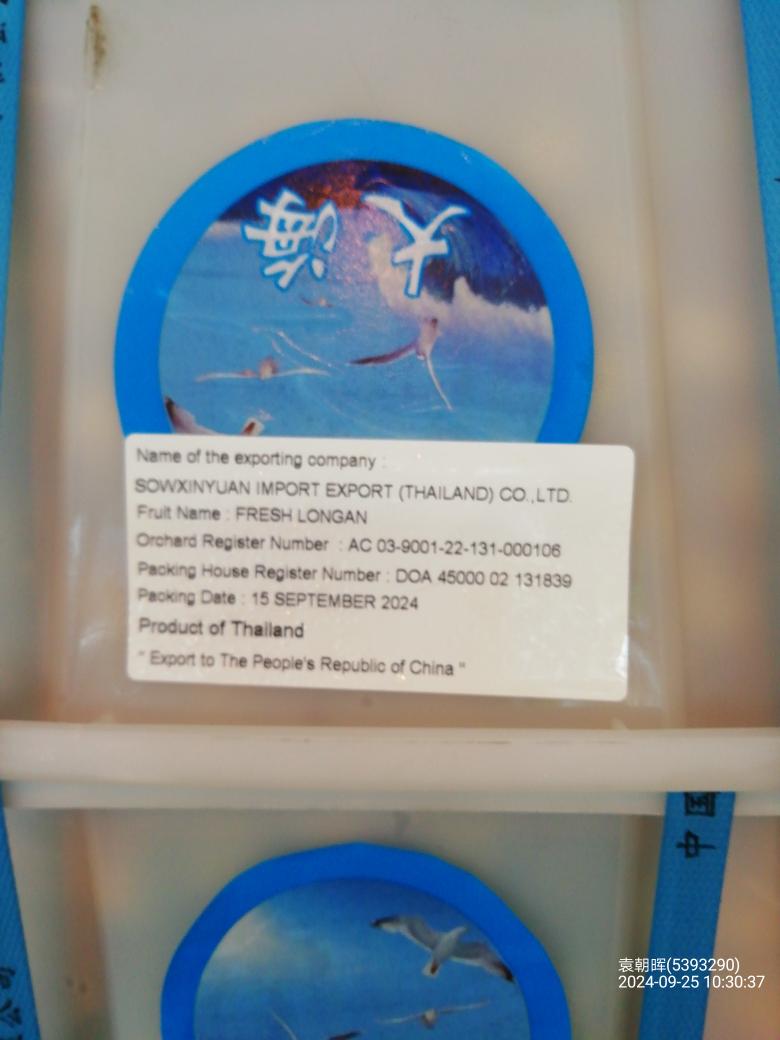 大海
Name of the exporting company :
SOWXINYUAN IMPORT EXPORT (THAILAND) CO.,LTD.
Fruit Name : FRESH LONGAN
Orchard Register Number : AC 03-9001-22-131-000106
Packing House Register Number : DOA 45000 02 131839
Packing Date : 15 SEPTEMBER 2024
Product of Thailand
" Export to The People's Republic of China "
中國
袁朝晖(5393290)
2024-09-25 10:30:37